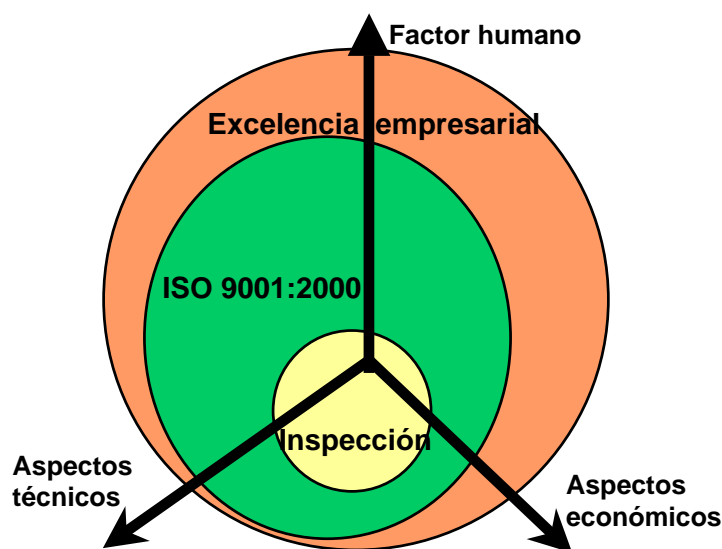 Factor humano
Excelencia empresarial
ISO 9001:2000
Inspección
Aspectos
técnicos
Aspectos
económicos